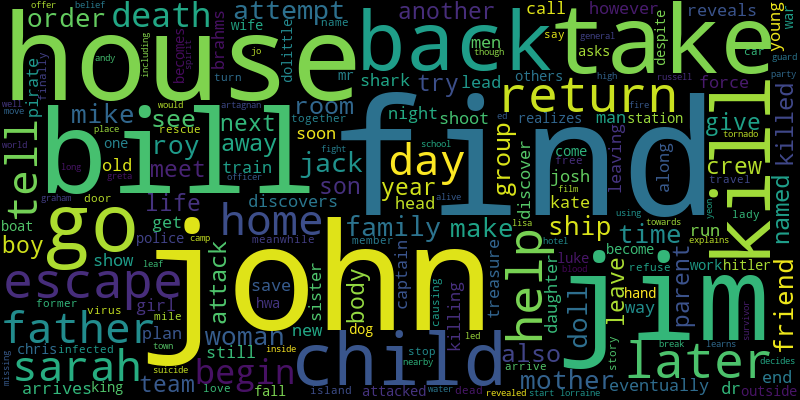 offer
order
death
attempt
another
call
however
reveals
young
war
belief
house
back
take
andy
including
becomes
spirit
brahms
wife
dollittle
jo
name
men
say
despite
though
general
asks
car
russell
guard
finally
turn
mr
shark
try
lead
others
high
party
pirate
mike
see
room
return
force
well
move
would
artagnan
together
night
shoot
realizes
man
station
ed
fire
place
rescue
bill
find
kill
tell
roy
next
away
soon
jack
day
group
give
killed
world
one
meet
old
train
fight
school
year
come
free
leaving
along
crew
tornado
long
greta
son
head
discover
josh
film
kate
named
travel
graham
officer
alive
using
towards
yeon
lady
go
door
life
discovers
family
make
ship
time
boy
boat
get
home
lisa
hotel
become
run
explains
show
police
meanwhile
member
captain
treasure
help
daughter
luke
blood
refuse
work
hitler
escape
former
camp
leaf
attack
save
sister
body
causing
doll
leave
hand
way
parent
friend
john
jim
virus
girl
hwa
mile
woman
new
dog
killing
also
story
break
learns
survivor
father
plan
town
still
stop
nearby
led
later
decides
missing
chris
infected
sarah
suicide
inside
begin
child
mother
arrive
end
arrives
king
team
love
fall
island
attacked
water
dead
revealed
start
lorraine
eventually
dr
outside